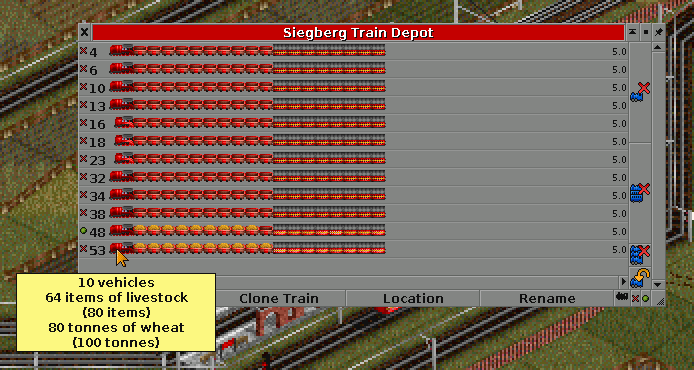 Siegberg Train Depot
4 5.0
6 5.0
10 5.0
13 5.0
16 5.0
18 5.0
23 5.0
32 5.0
34 5.0
38 5.0
48 5.0
53 5.0
10 vehicles
64 items of livestock
(80 items)
80 tonnes of wheat
(100 tonnes)
Clone Train Location Rename